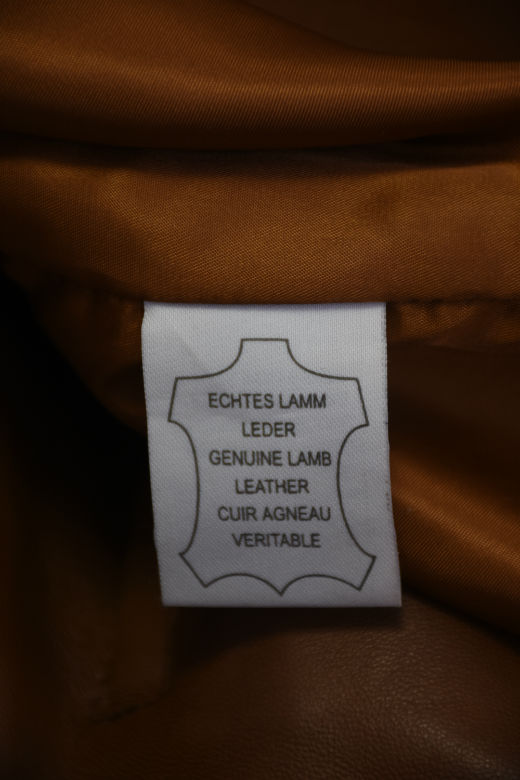 ECHTES LAMM
LEDER
GENUINE LAMB
LEATHER
CUIR AGNEAU
VERITABLE